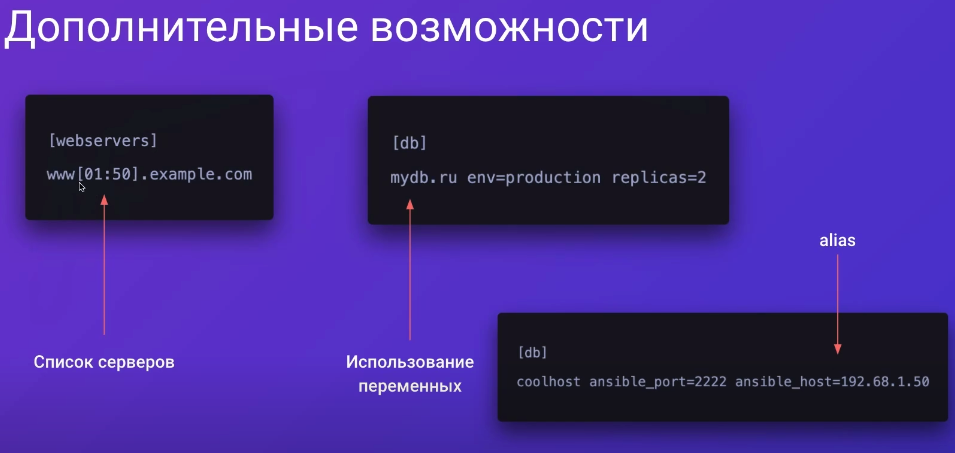 Дополнительные возможности
[webservers]
www[01:50].example.com
Список серверов
[db]
mydb.ru env=production replicas=2
Использование
переменных
alias
[db]
coolhost ansible_port=2222 ansible_host=192.68.1.50